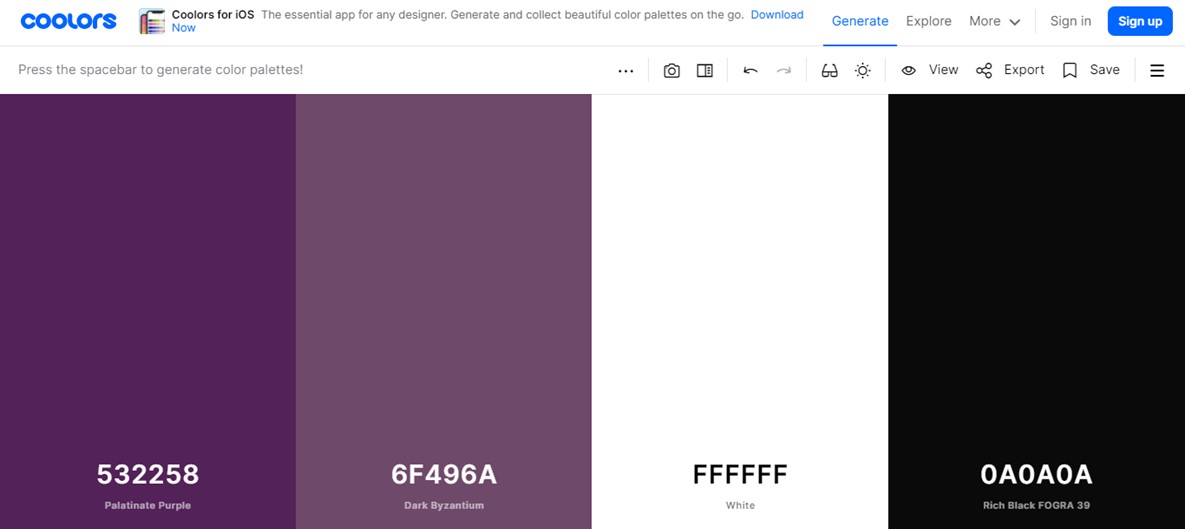 coolors
Coolors for iOS The essential app for any designer. Generate and collect beautiful color palettes on the go. Download
Now
Generate Explore More Sign in Sign up
Press the spacebar to generate color palettes!
View Export Save
532258 6F496A FFFFFF 0A0A0A
Palatinate Purple Dark Byzantium White Rich Black FOGRA 39